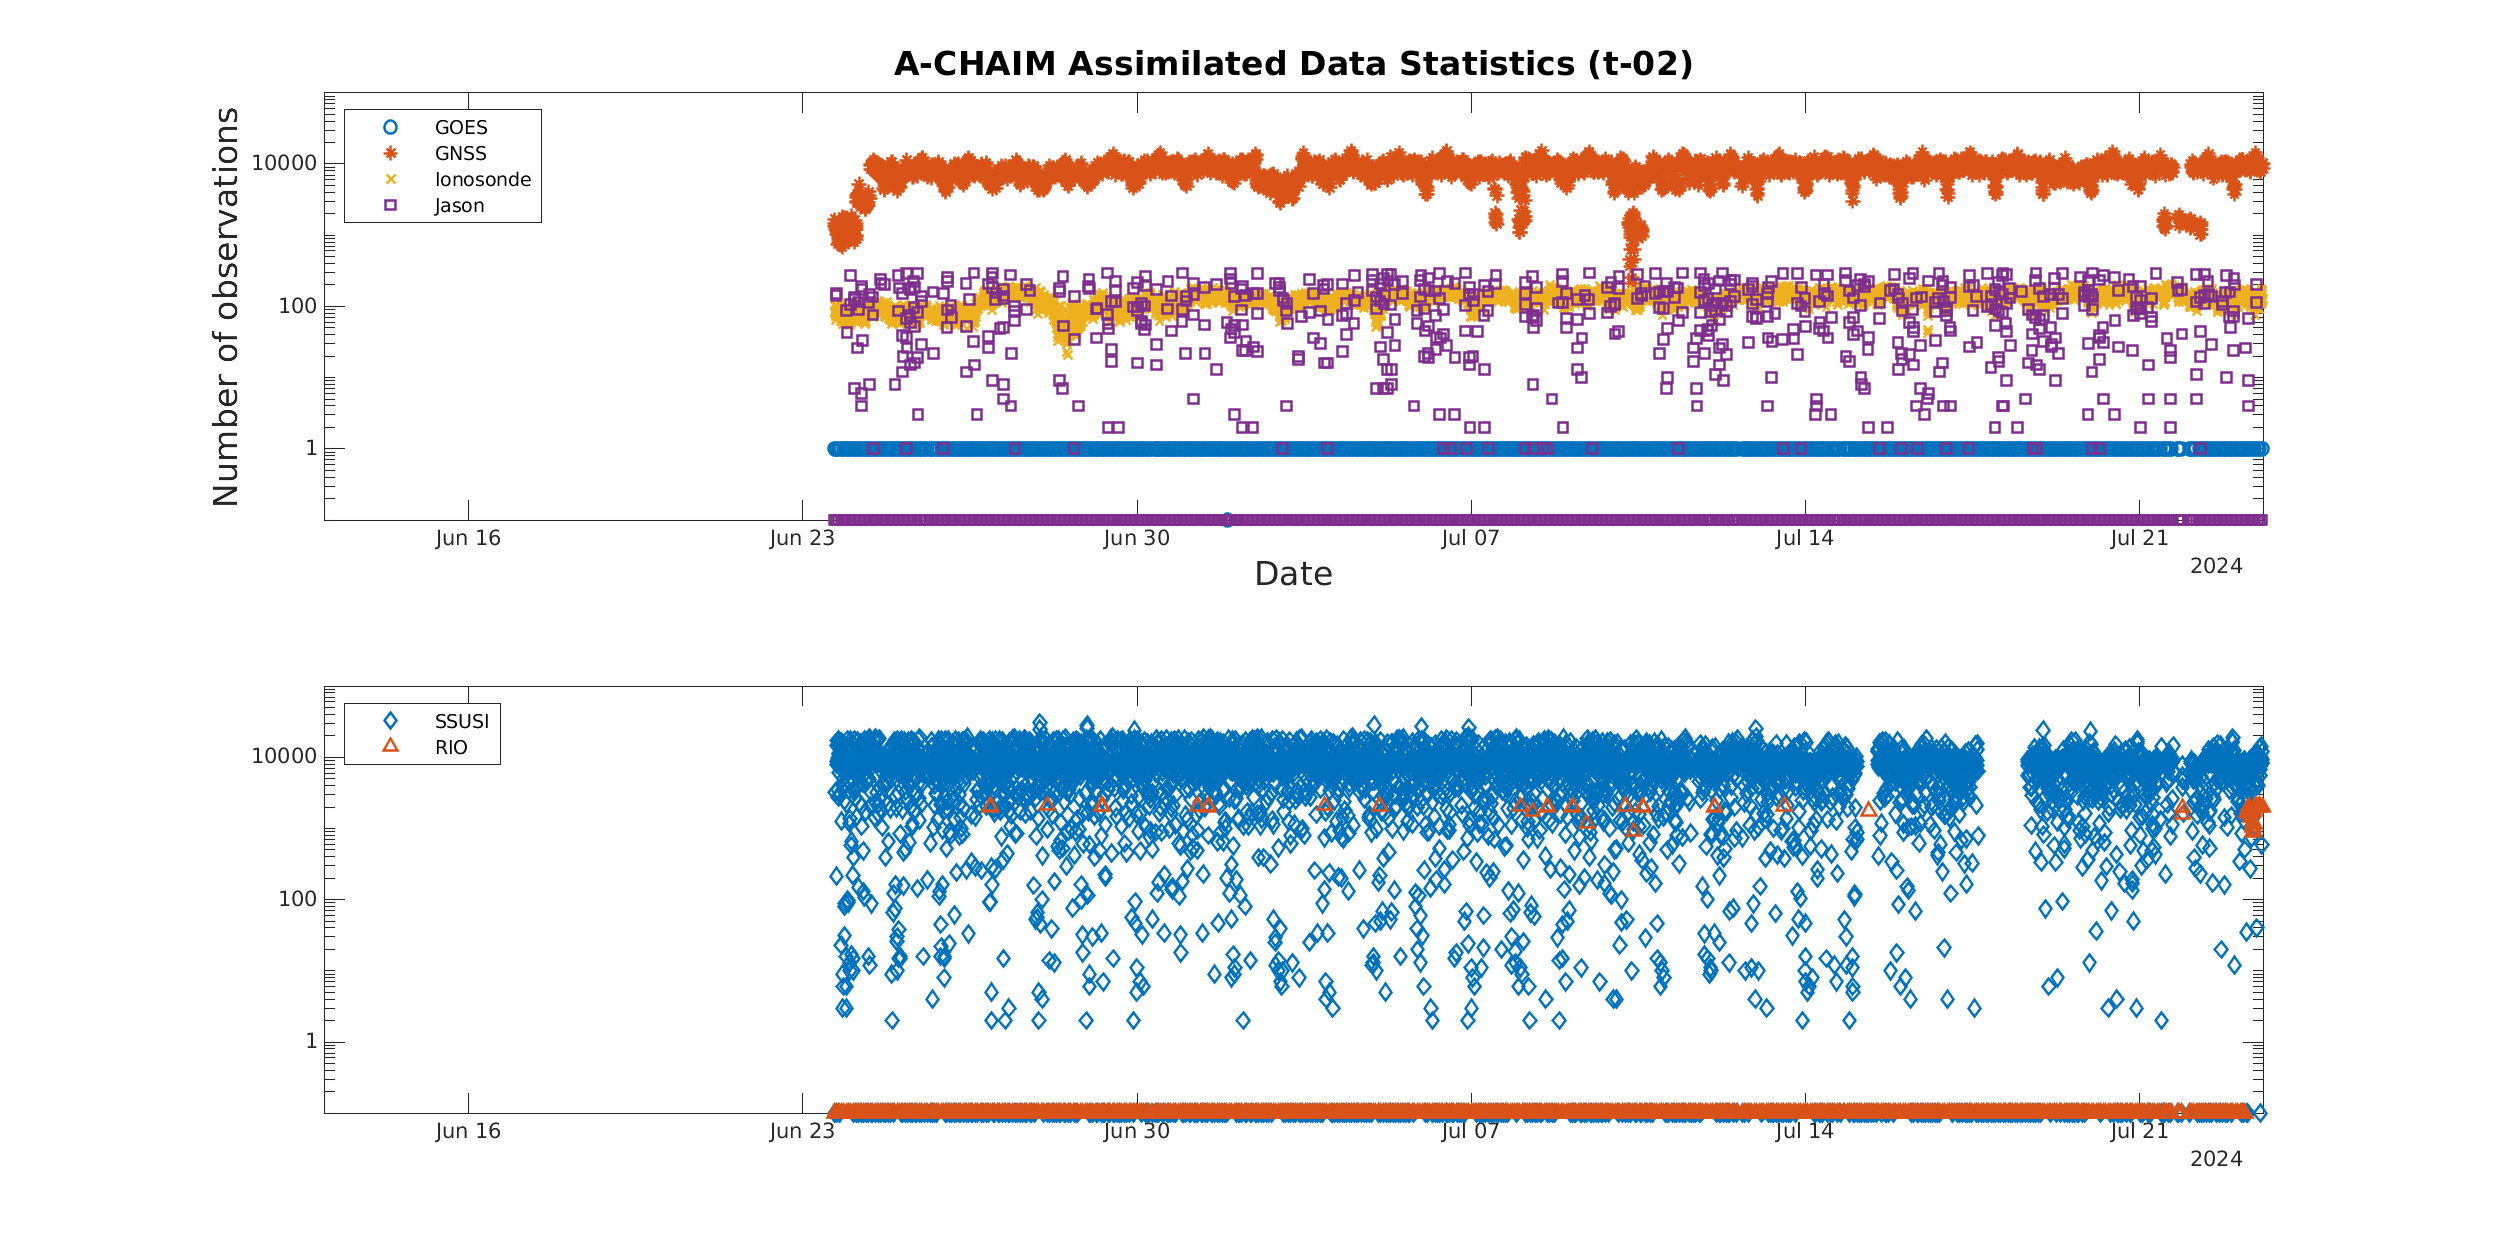 A-CHAIM Assimilated Data Statistics (t-02)
Number of observations
10000
100
1
GOES
GNSS
Ionosonde
Jason
Jun 16 Jun 23 Jun 30 Jul 07 Jul 14 Jul 21
2024
Date
10000
100
1
SSUSI
RIO
Jun 16 Jun 23 Jun 30 Jul 07 Jul 14 Jul 21
2024